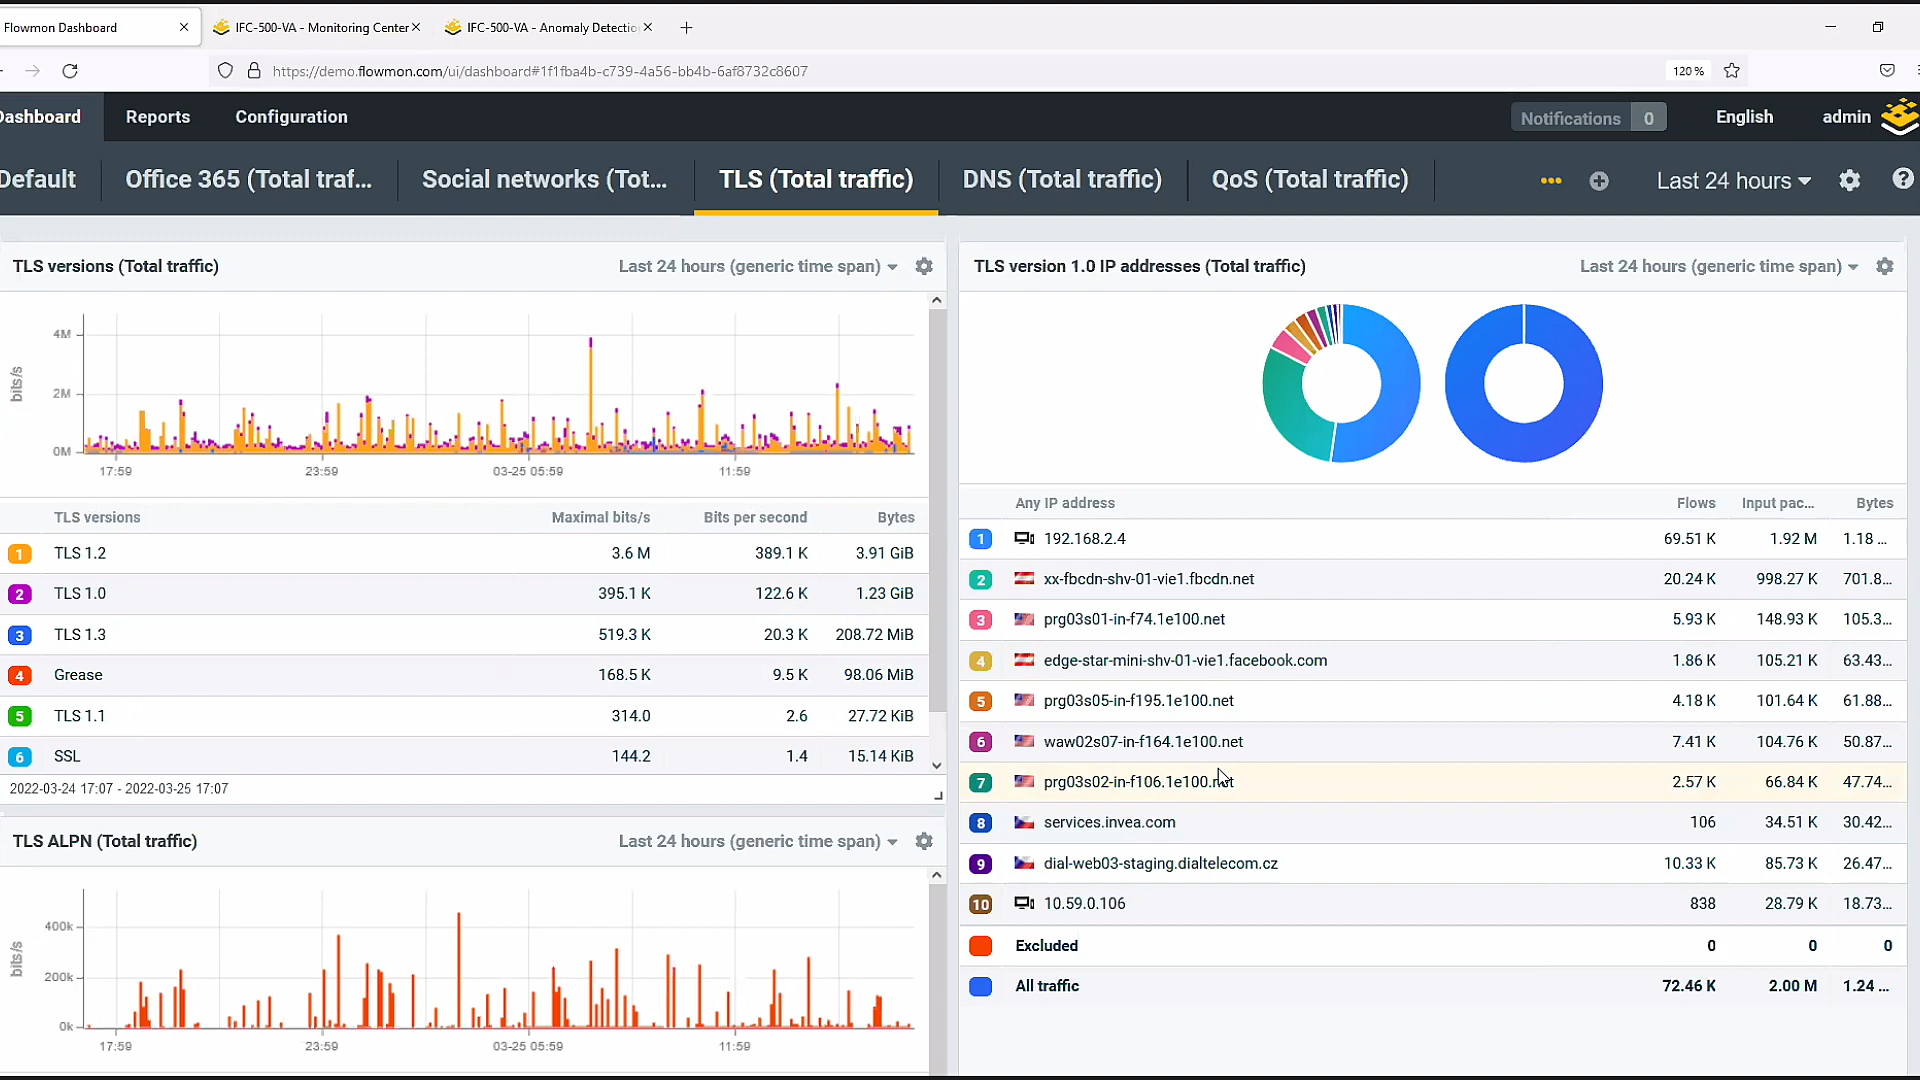 Flowmon Dashboard
IFC-500-VA - Monitoring Center
IFC-500-VA - Anomaly Detectio
https://demo.flowmon.com/ui/dashboard#1f1fba4b-c739-4a56-bb4b-6af8732c8607
120 %
Dashboard Reports Configuration
Notifications 0
English
admin
Default
Office 365 (Total traf...
Social networks (Tot...
TLS (Total traffic)
DNS (Total traffic)
QoS (Total traffic)
Last 24 hours
TLS versions (Total traffic)
Last 24 hours (generic time span)
bits/s
4M
2M
0M
17:59 23:59 03-25 05:59 11:59
TLS versions Maximal bits/s Bits per second Bytes
1 TLS 1.2 3.6 M 389.1 K 3.91 GiB
2 TLS 1.0 395.1 K 122.6 K 1.23 GiB
3 TLS 1.3 519.3 K 20.3 K 208.72 MiB
4 Grease 168.5 K 9.5 K 98.06 MiB
5 TLS 1.1 314.0 2.6 27.72 KiB
6 SSL 144.2 1.4 15.14 KiB
2022-03-24 17:07 - 2022-03-25 17:07
TLS ALPN (Total traffic)
Last 24 hours (generic time span)
bits/s
400k
200k
0k
17:59 23:59 03-25 05:59 11:59
TLS version 1.0 IP addresses (Total traffic)
Last 24 hours (generic time span)
Any IP address Flows Input pac... Bytes
1 192.168.2.4 69.51 K 1.92 M 1.18 ...
2 xx-fbcdn-shv-01-vie1.fbcdn.net 20.24 K 998.27 K 701.8...
3 prg03s01-in-f74.1e100.net 5.93 K 148.93 K 105.3...
4 edge-star-mini-shv-01-vie1.facebook.com 1.86 K 105.21 K 63.43...
5 prg03s05-in-f195.1e100.net 4.18 K 101.64 K 61.88...
6 waw02s07-in-f164.1e100.net 7.41 K 104.76 K 50.87...
7 prg03s02-in-f106.1e100.net 2.57 K 66.84 K 47.74...
8 services.invea.com 106 34.51 K 30.42...
9 dial-web03-staging.dialtelecom.cz 10.33 K 85.73 K 26.47...
10 10.59.0.106 838 28.79 K 18.73...
Excluded 0 0 0
All traffic 72.46 K 2.00 M 1.24 ...